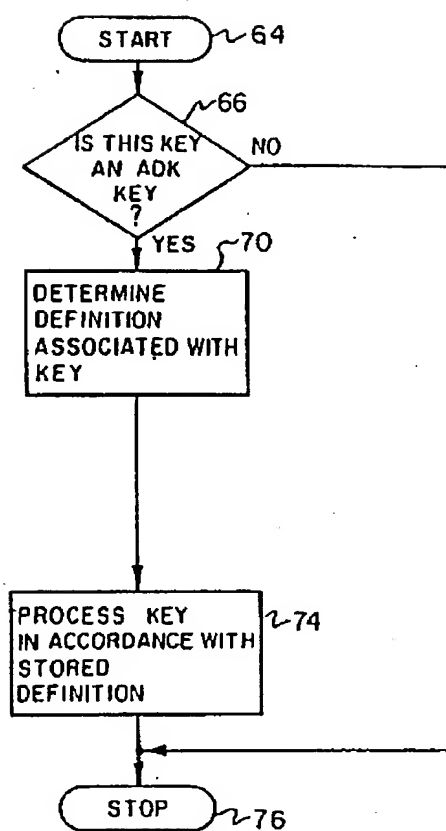 START
64
66
IS THIS KEY
AN ADK
KEY
?
NO
YES
70
DETERMINE
DEFINITION
ASSOCIATED WITH
KEY
PROCESS KEY
IN ACCORDANCE WITH
STORED
DEFINITION
74
STOP
76